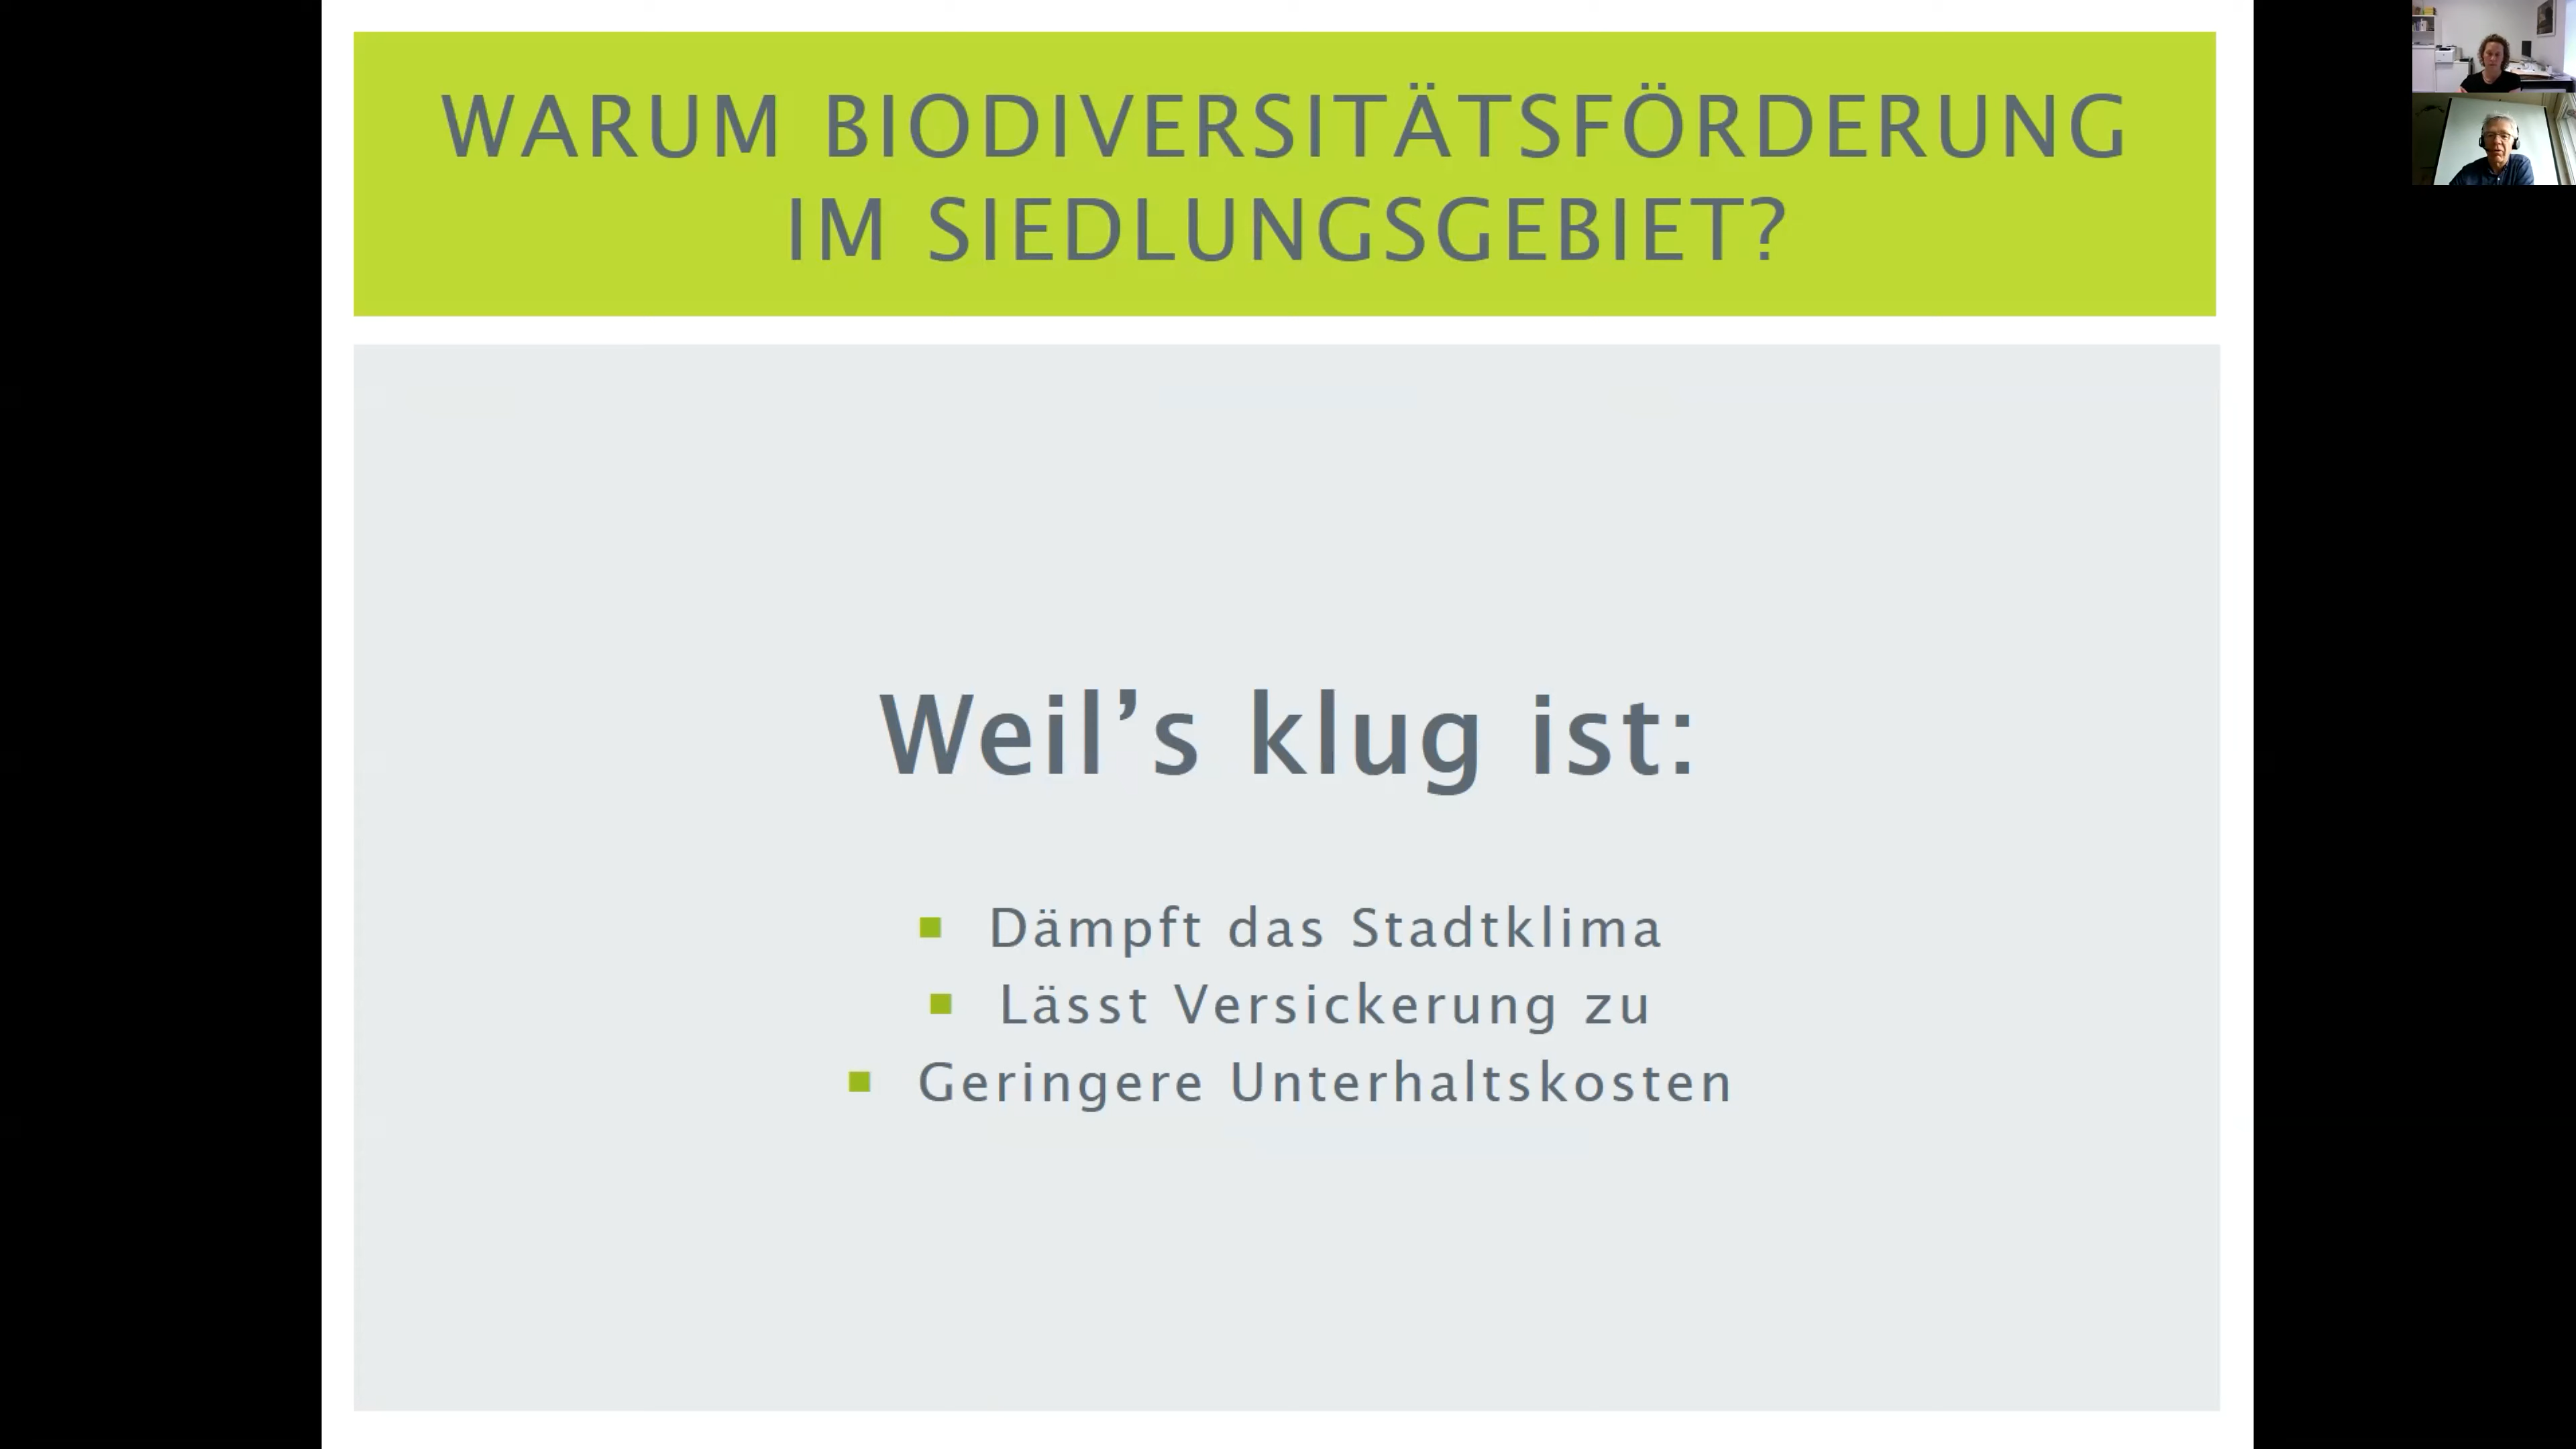 WARUM BIODIVERSITÄTSFÖRDERUNG
IM SIEDLUNGSGEBIET?
Weil’s klug ist:
▪ Dämpft das Stadtklima
▪ Lässt Versickerung zu
▪ Geringere Unterhaltskosten